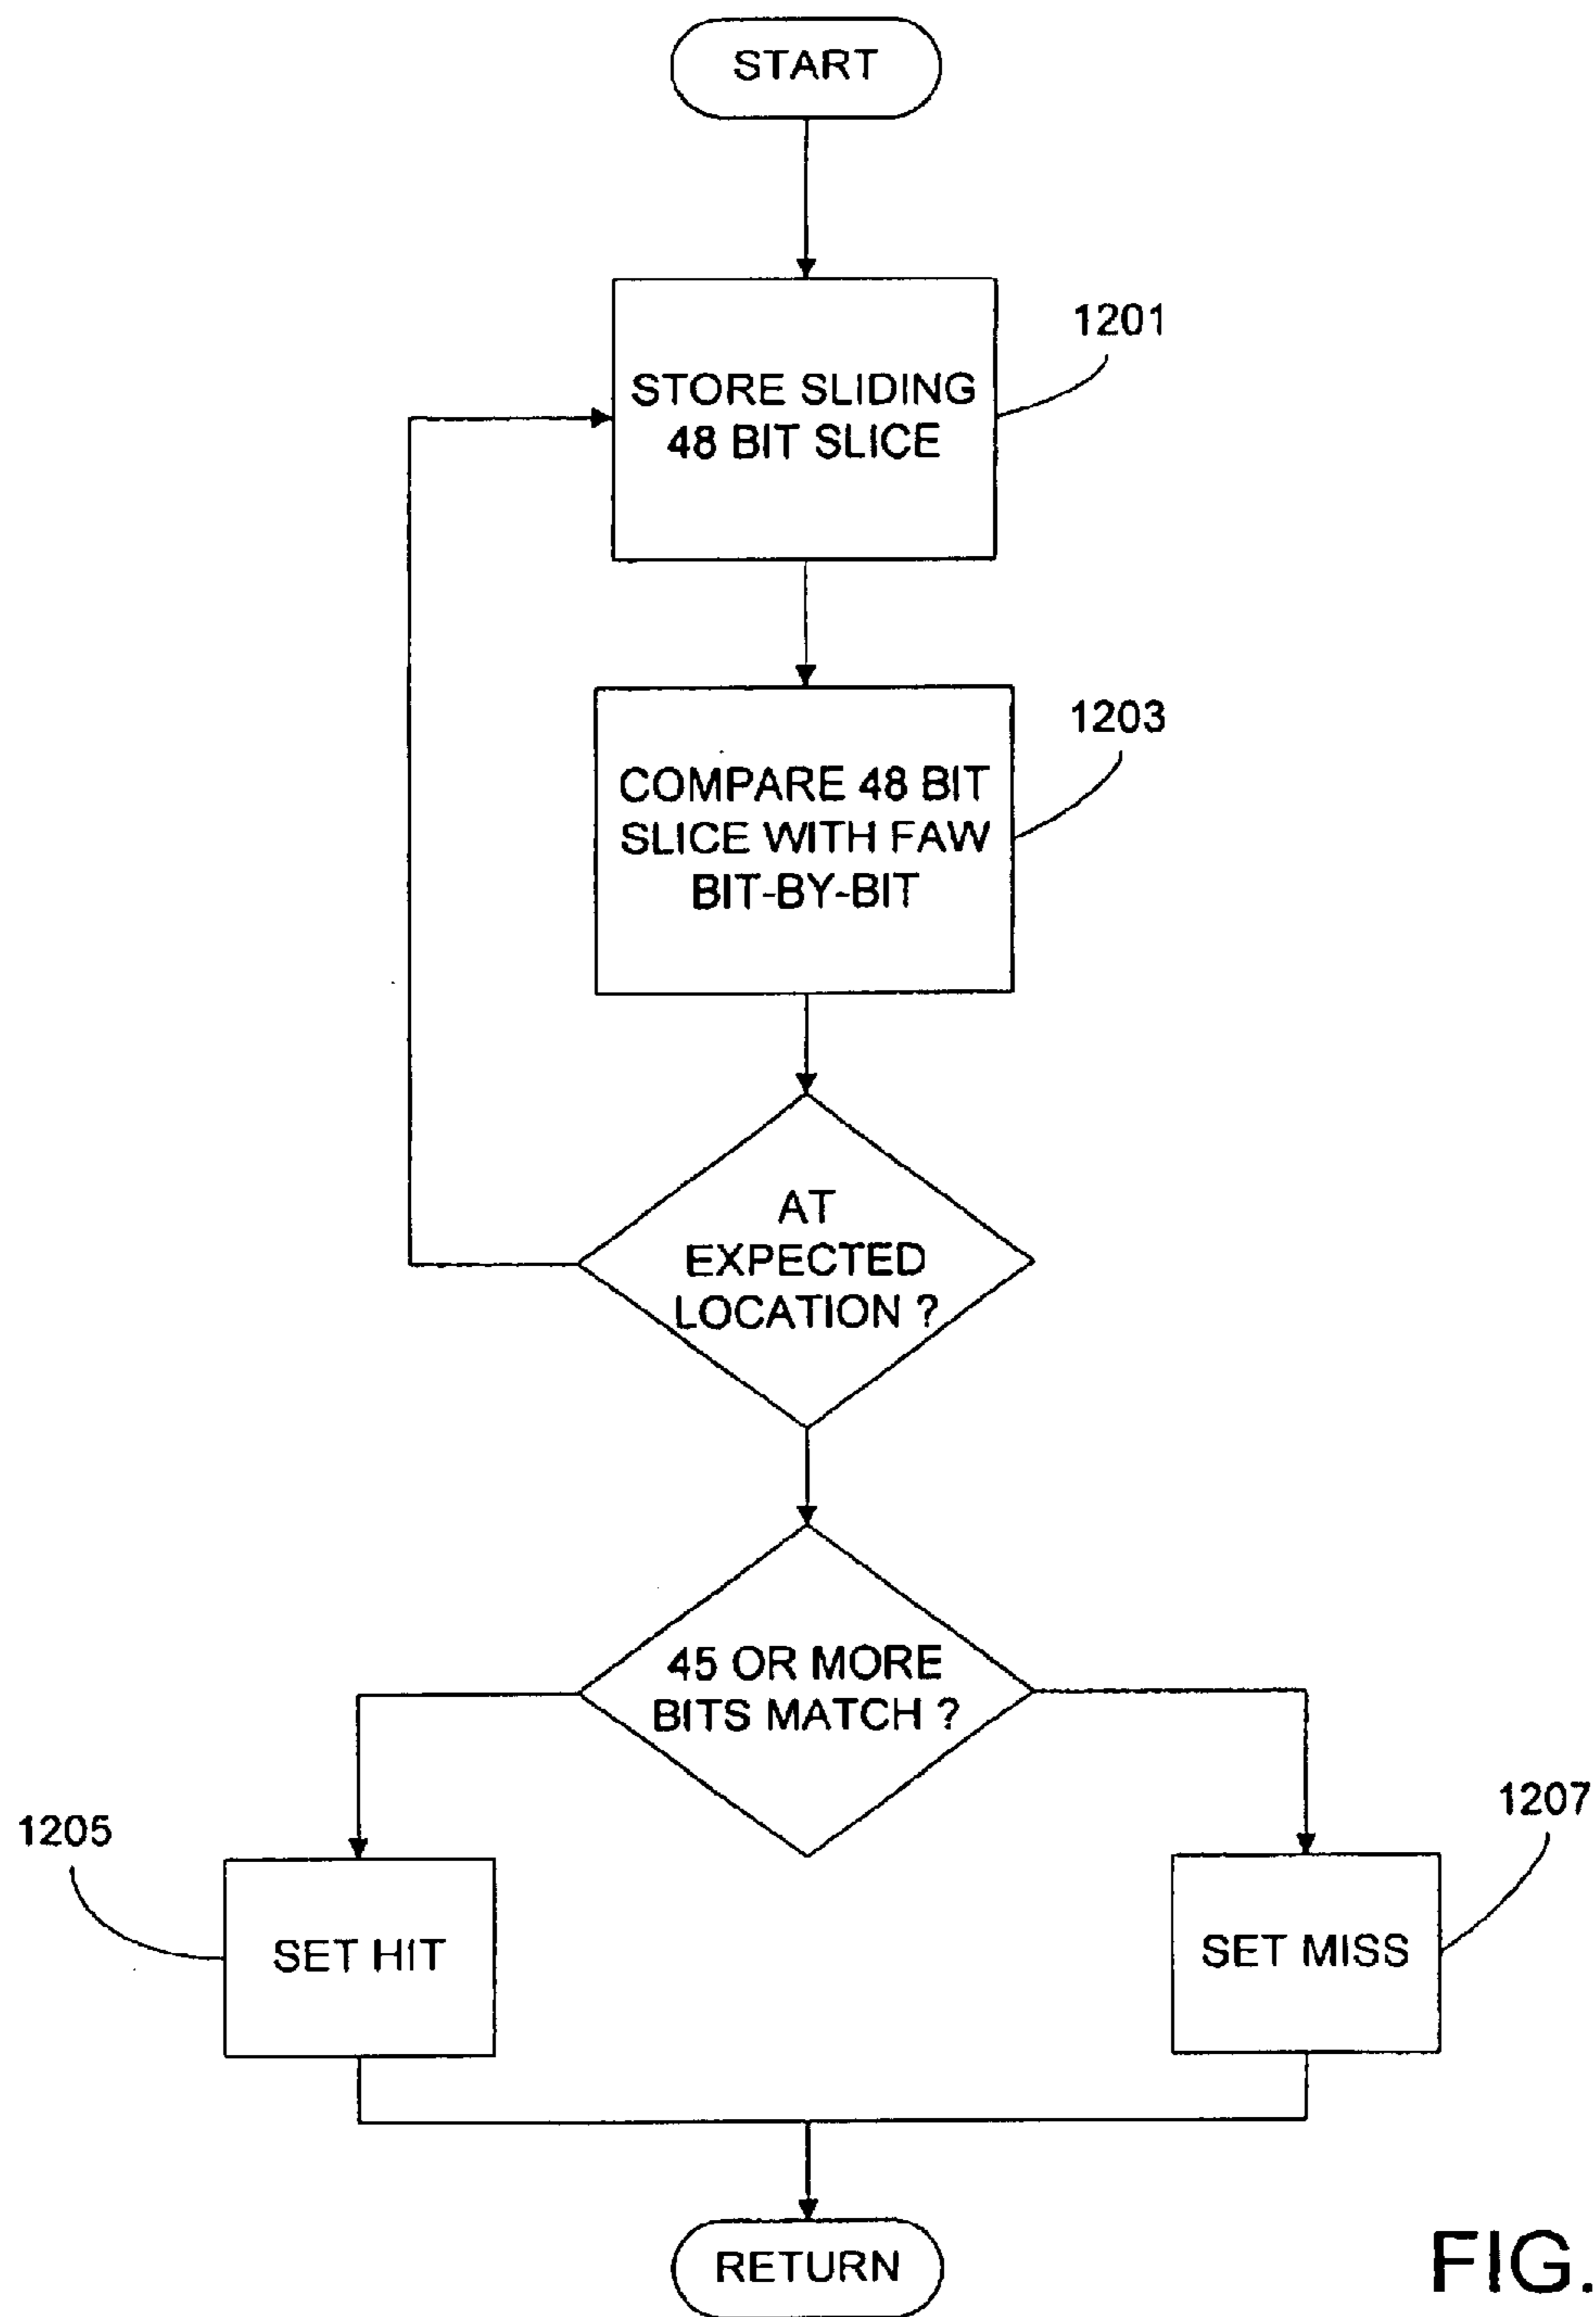 START
1201
STORE SLIDING
48 BIT SLICE
1203
COMPARE 48 BIT
SLICE WITH FAW
BIT-BY-BIT
AT
EXPECTED
LOCATION ?
45 OR MORE
BITS MATCH ?
1205
1207
SET HIT
SET MISS
RETURN
FIG.